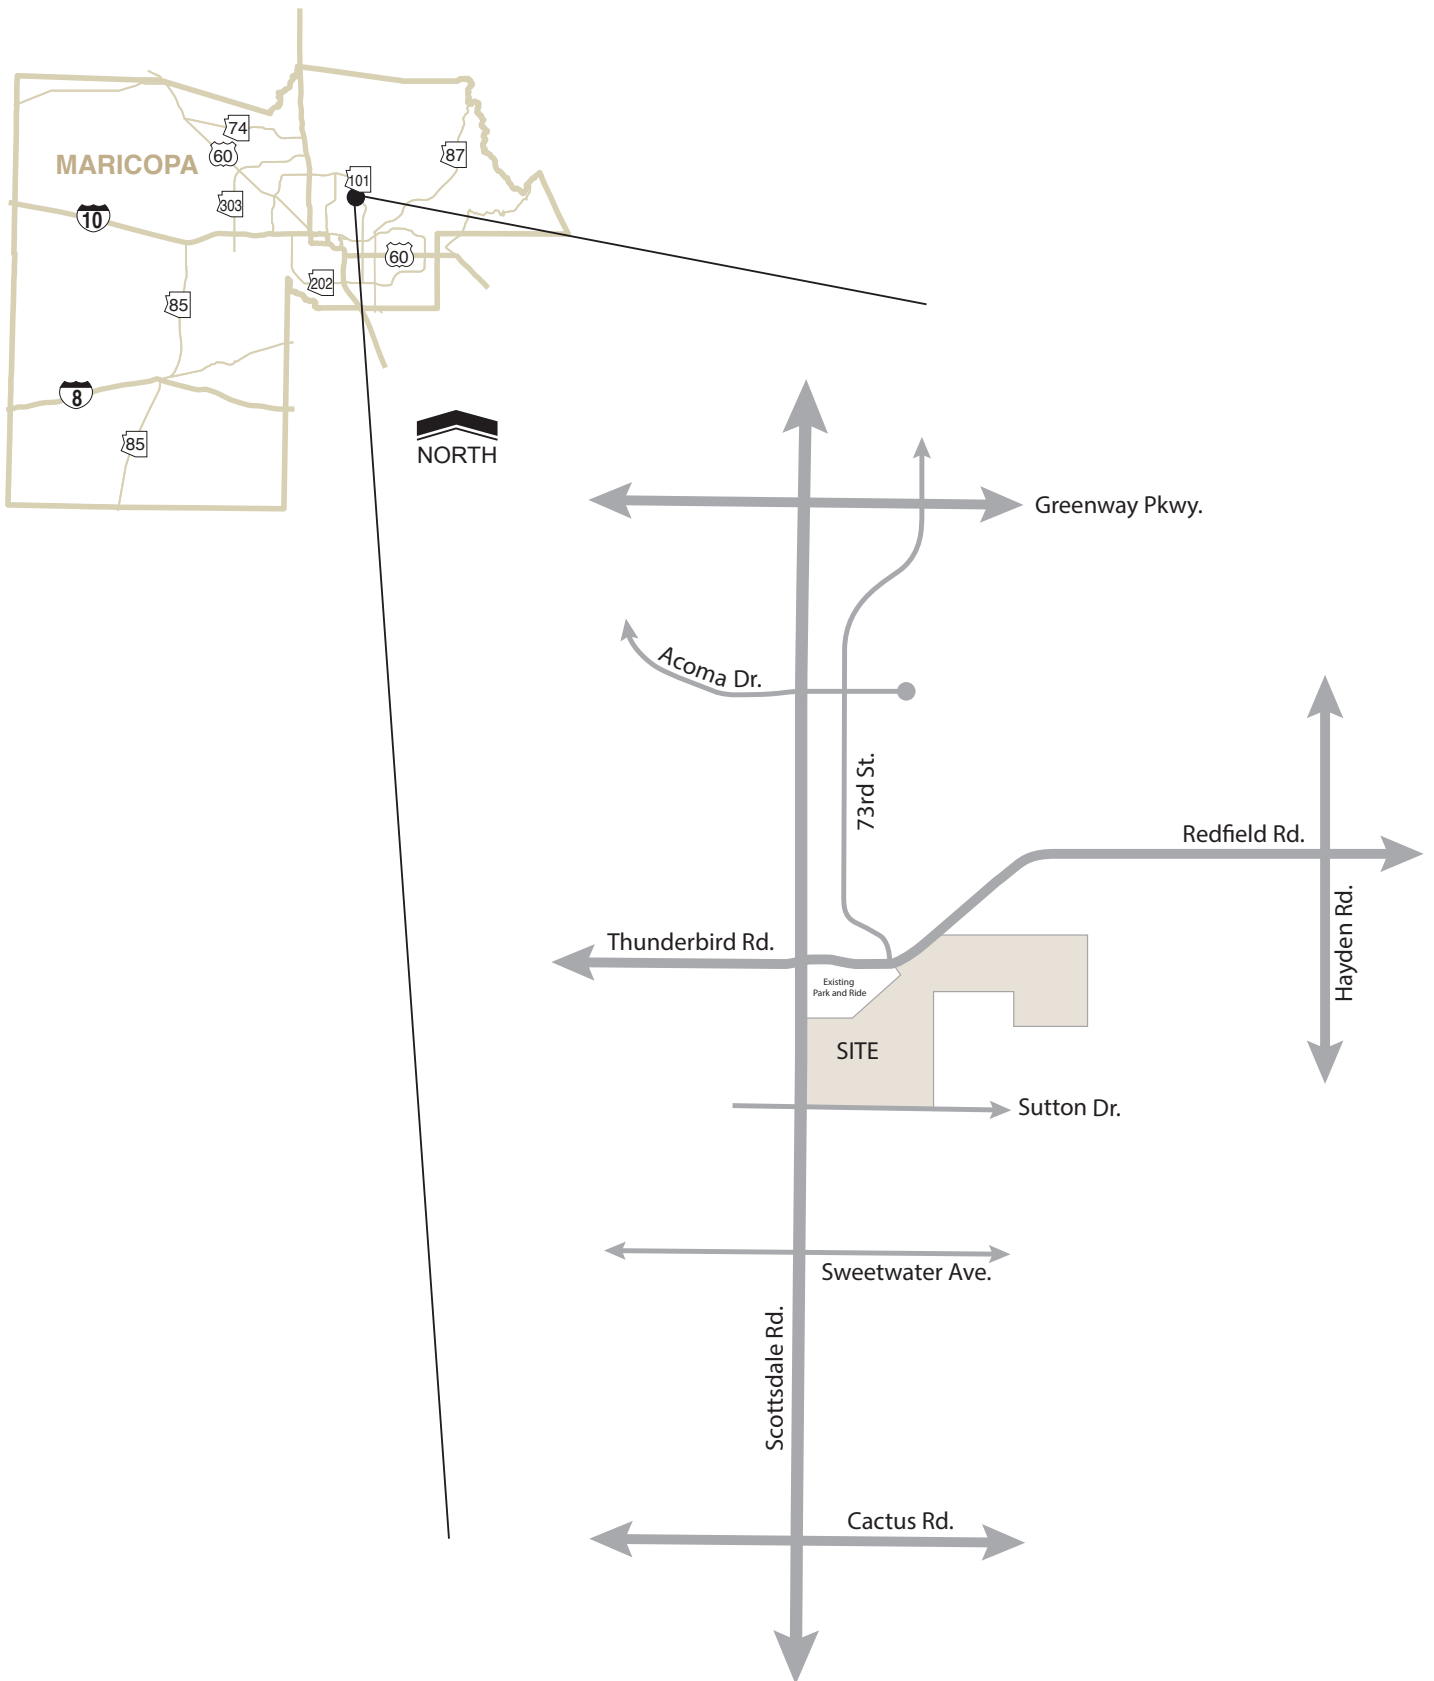 74
60
87
MARICOPA
101
303
10
60
202
85
8
85
NORTH
Greenway Pkwy.
Acoma Dr.
73rd St.
Redfield Rd.
Hayden Rd.
Thunderbird Rd.
Existing
Park and Ride
SITE
Sutton Dr.
Sweetwater Ave.
Scottsdale Rd.
Cactus Rd.